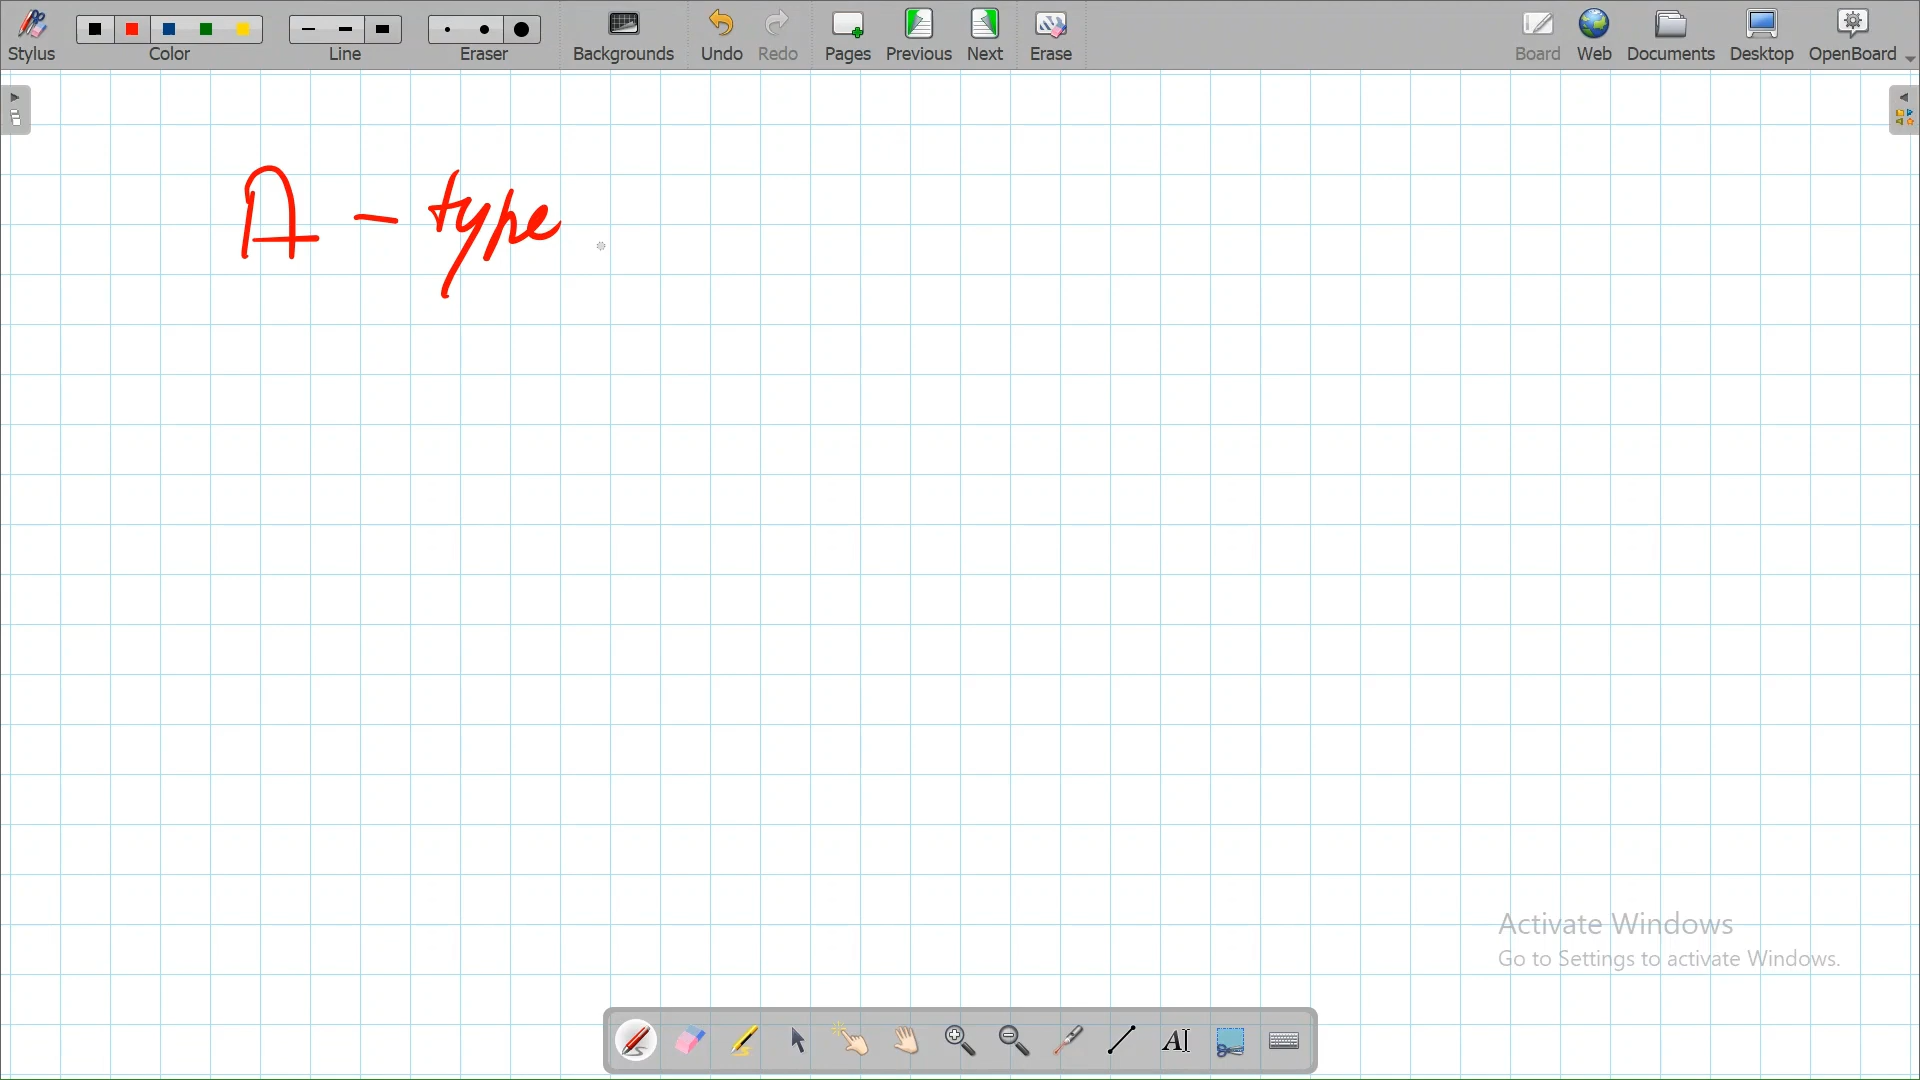 Stylus Color Line Eraser Backgrounds Undo Redo Pages Previous Next Erase Board Web Documents Desktop OpenBoard
A - type
Activate Windows
Go to Settings to activate Windows.
AI